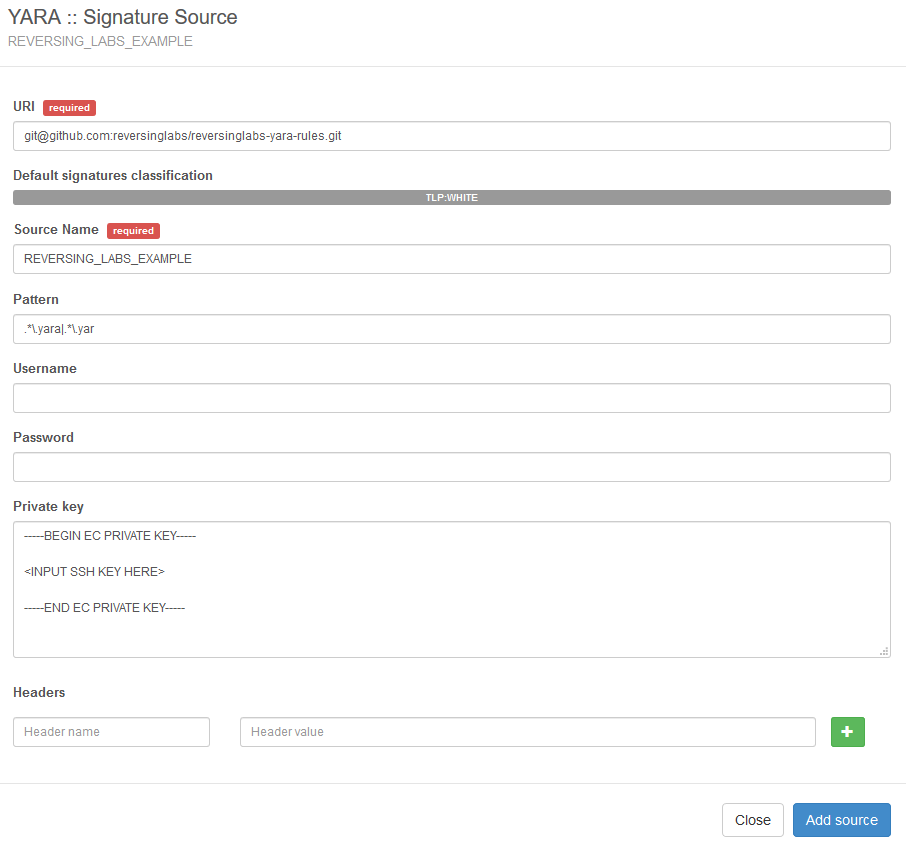 YARA :: Signature Source
REVERSING_LABS_EXAMPLE
URI required
git@github.com:reversinglabs/reversinglabs-yara-rules.git
Default signatures classification
TLP:WHITE
Source Name required
REVERSING_LABS_EXAMPLE
Pattern
.*\.yara|.*\.yar
Username
Password
Private key
-----BEGIN EC PRIVATE KEY-----
<INPUT SSH KEY HERE>
-----END EC PRIVATE KEY-----
Headers
Header name Header value +
Close Add source